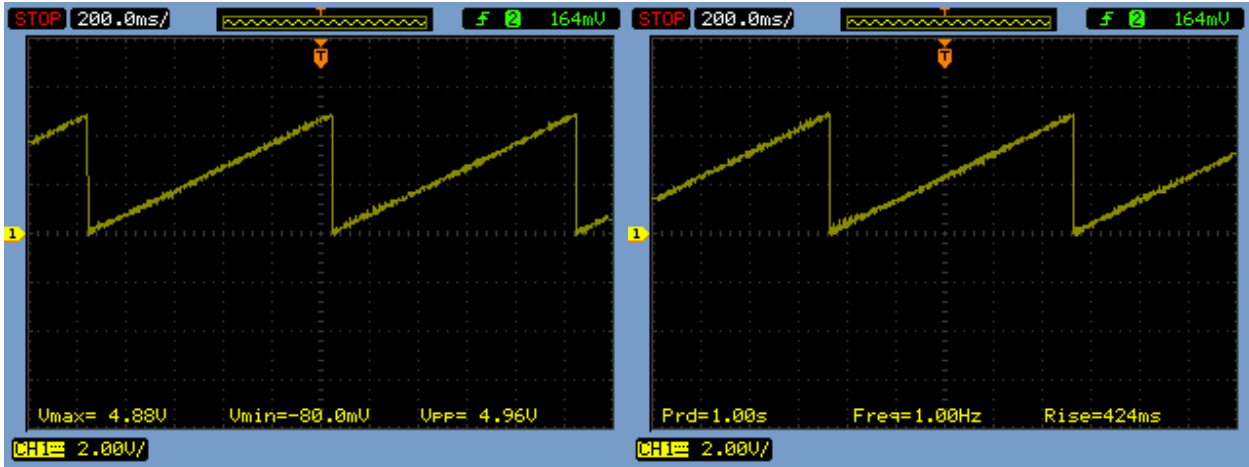 STOP 200.0ms/ T 2 164mV
T
1
Vmax= 4.88V Vmin=-80.0mV VPP= 4.96V
CH1 2.00V/
STOP 200.0ms/ T 2 164mV
T
1
Prd=1.00s Freq=1.00Hz Rise=424ms
CH1 2.00V/